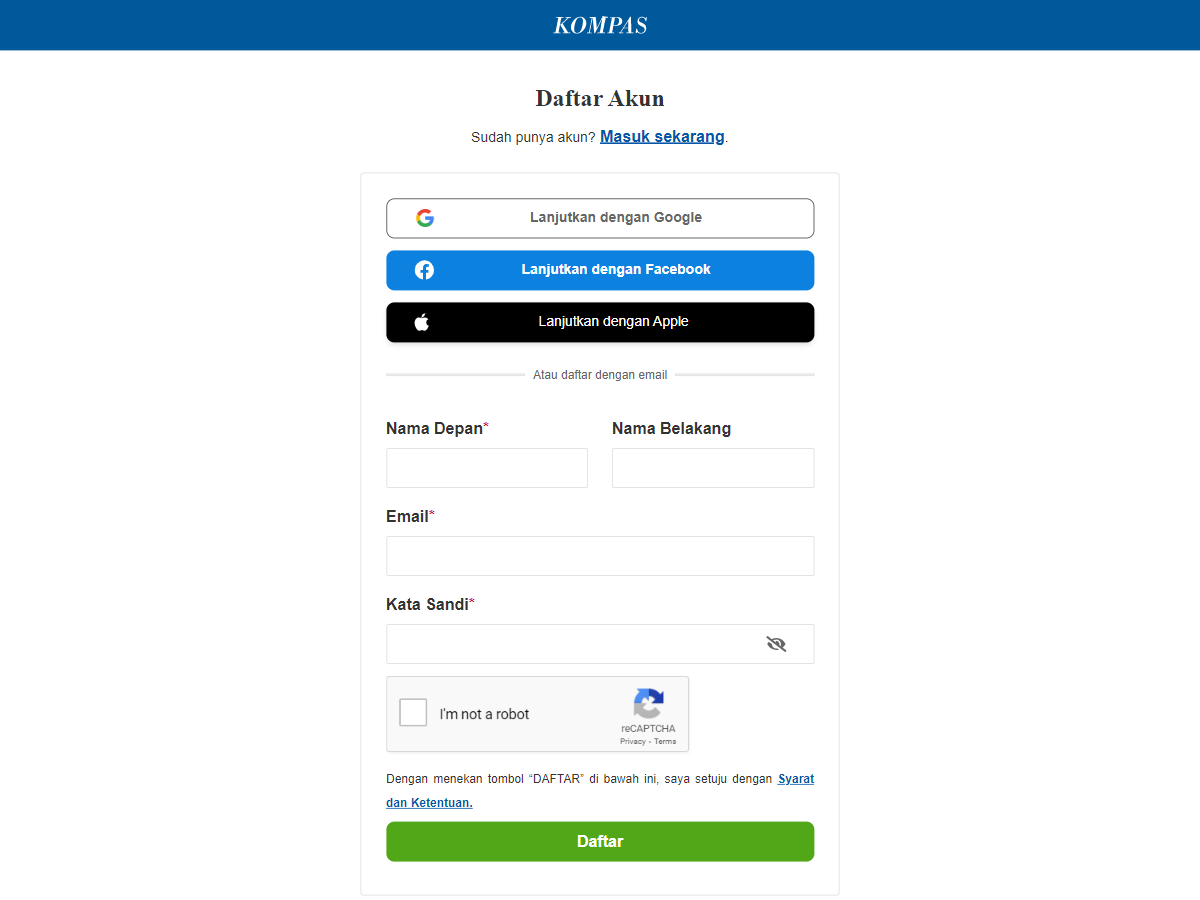 KOMPAS
Daftar Akun
Sudah punya akun? Masuk sekarang.
Lanjutkan dengan Google
Lanjutkan dengan Facebook
Lanjutkan dengan Apple
Atau daftar dengan email
Nama Depan* Nama Belakang
Email*
Kata Sandi*
I'm not a robot
reCAPTCHA
Privacy - Terms
Dengan menekan tombol “DAFTAR” di bawah ini, saya setuju dengan Syarat
dan Ketentuan.
Daftar